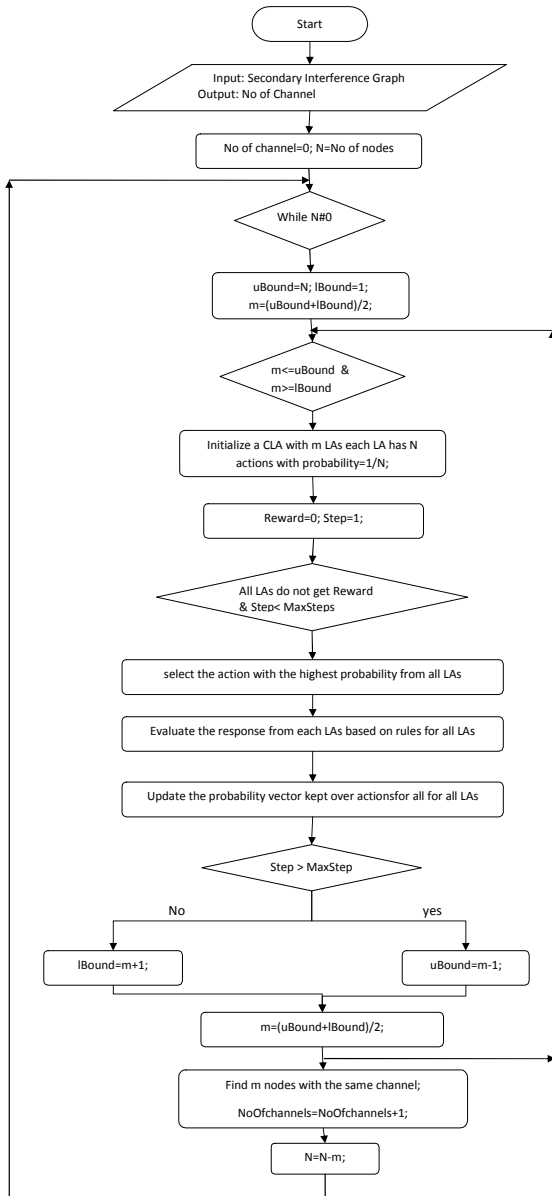 Start
Input: Secondary Interference Graph
Output: No of Channel
No of channel=0; N=No of nodes
While N#0
uBound=N; lBound=1;
m=(uBound+lBound)/2;
m<=uBound &
m>=lBound
Initialize a CLA with m LAs each LA has N
actions with probability=1/N;
Reward=0; Step=1;
All LAs do not get Reward
& Step< MaxSteps
select the action with the highest probability from all LAs
Evaluate the response from each LAs based on rules for all LAs
Update the probability vector kept over actionsfor all for all LAs
Step > MaxStep
No
yes
lBound=m+1;
uBound=m-1;
m=(uBound+lBound)/2;
Find m nodes with the same channel;
NoOfchannels=NoOfchannels+1;
N=N-m;